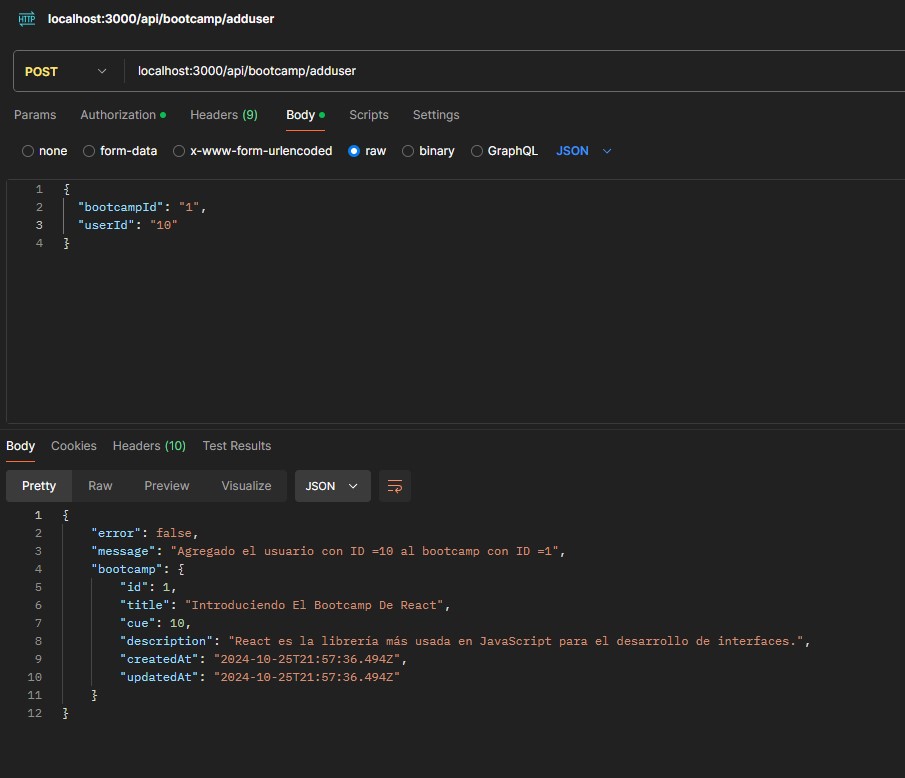 HTTP localhost:3000/api/bootcamp/adduser
POST localhost:3000/api/bootcamp/adduser
Params Authorization Headers (9) Body Scripts Settings
none form-data x-www-form-urlencoded raw binary GraphQL JSON
1 {
2 "bootcampId": "1",
3 "userId": "10"
4 }
Body Cookies Headers (10) Test Results
Pretty Raw Preview Visualize JSON
1 {
2 "error": false,
3 "message": "Agregado el usuario con ID =10 al bootcamp con ID =1",
4 "bootcamp": {
5 "id": 1,
6 "title": "Introduciendo El Bootcamp De React",
7 "cue": 10,
8 "description": "React es la librería más usada en JavaScript para el desarrollo de interfaces.",
9 "createdAt": "2024-10-25T21:57:36.494Z",
10 "updatedAt": "2024-10-25T21:57:36.494Z"
11 }
12 }